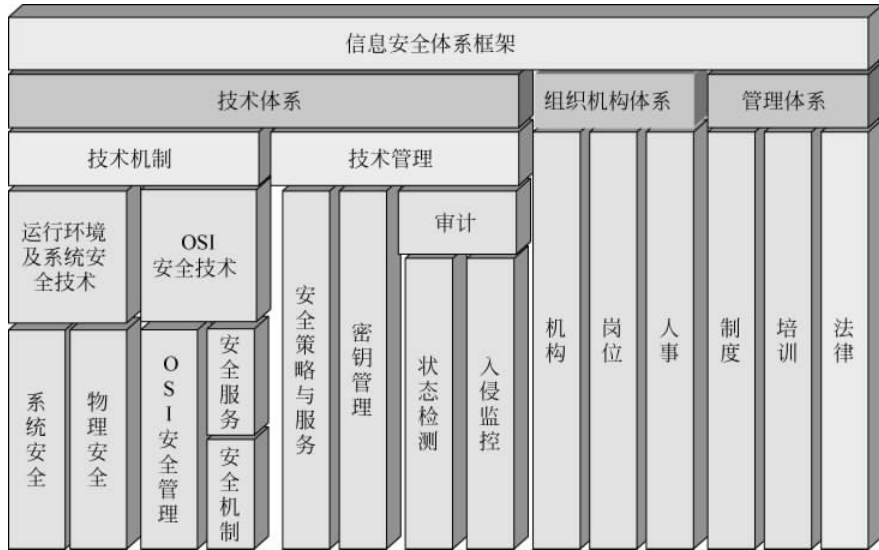 信息安全体系框架
技术体系
组织机构体系
管理体系
技术机制
技术管理
运行环境
及系统安
全技术
OSI
安全技术
审计
系统安全
物理安全
OSI安全管理
安全服务
安全机制
安全策略与服务
密钥管理
状态检测
入侵监控
机构
岗位
人事
制度
培训
法律